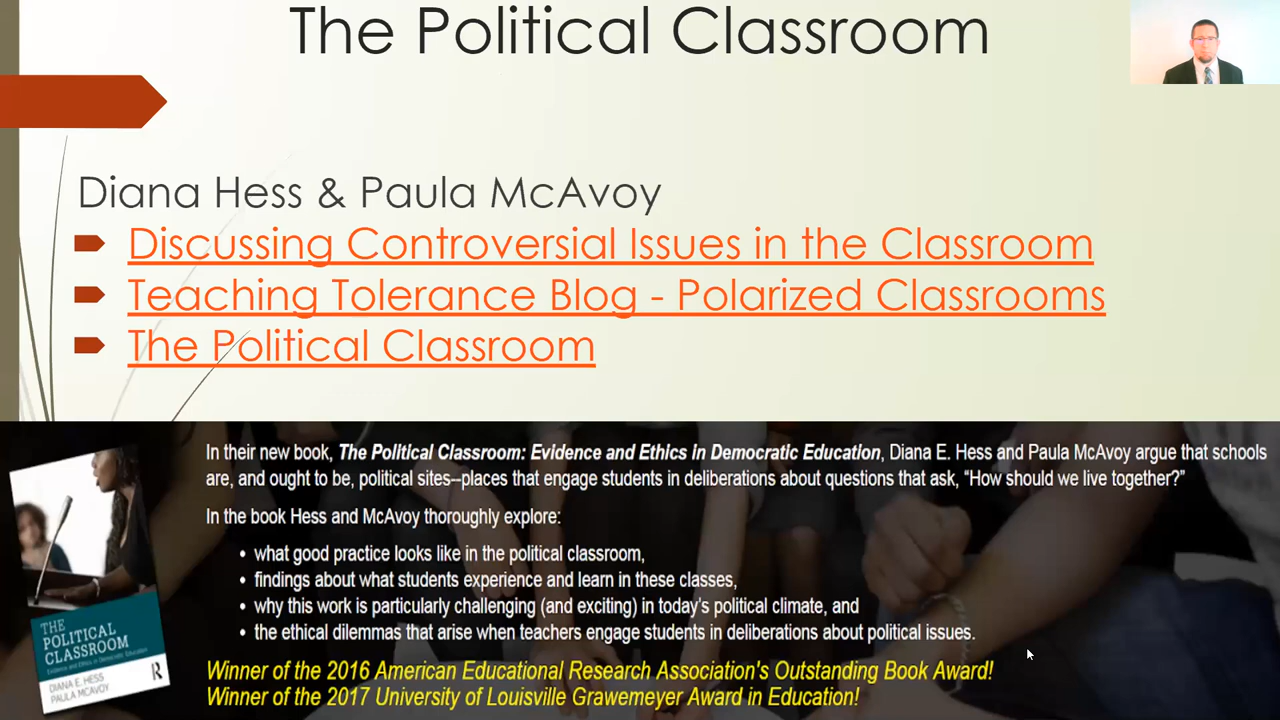 The Political Classroom
Diana Hess & Paula McAvoy
Discussing Controversial Issues in the Classroom
Teaching Tolerance Blog - Polarized Classrooms
The Political Classroom
In their new book, The Political Classroom: Evidence and Ethics in Democratic Education, Diana E. Hess and Paula McAvoy argue that schools
are, and ought to be, political sites--places that engage students in deliberations about questions that ask, “How should we live together?”
In the book Hess and McAvoy thoroughly explore:
• what good practice looks like in the political classroom,
• findings about what students experience and learn in these classes,
• why this work is particularly challenging (and exciting) in today's political climate, and
• the ethical dilemmas that arise when teachers engage students in deliberations about political issues.
Winner of the 2016 American Educational Research Association's Outstanding Book Award!
Winner of the 2017 University of Louisville Grawemeyer Award in Education!
THE
POLITICAL
CLASSROOM
Evidence and Ethics in Democratic Education
DIANA E. HESS
PAULA MCAVOY
R